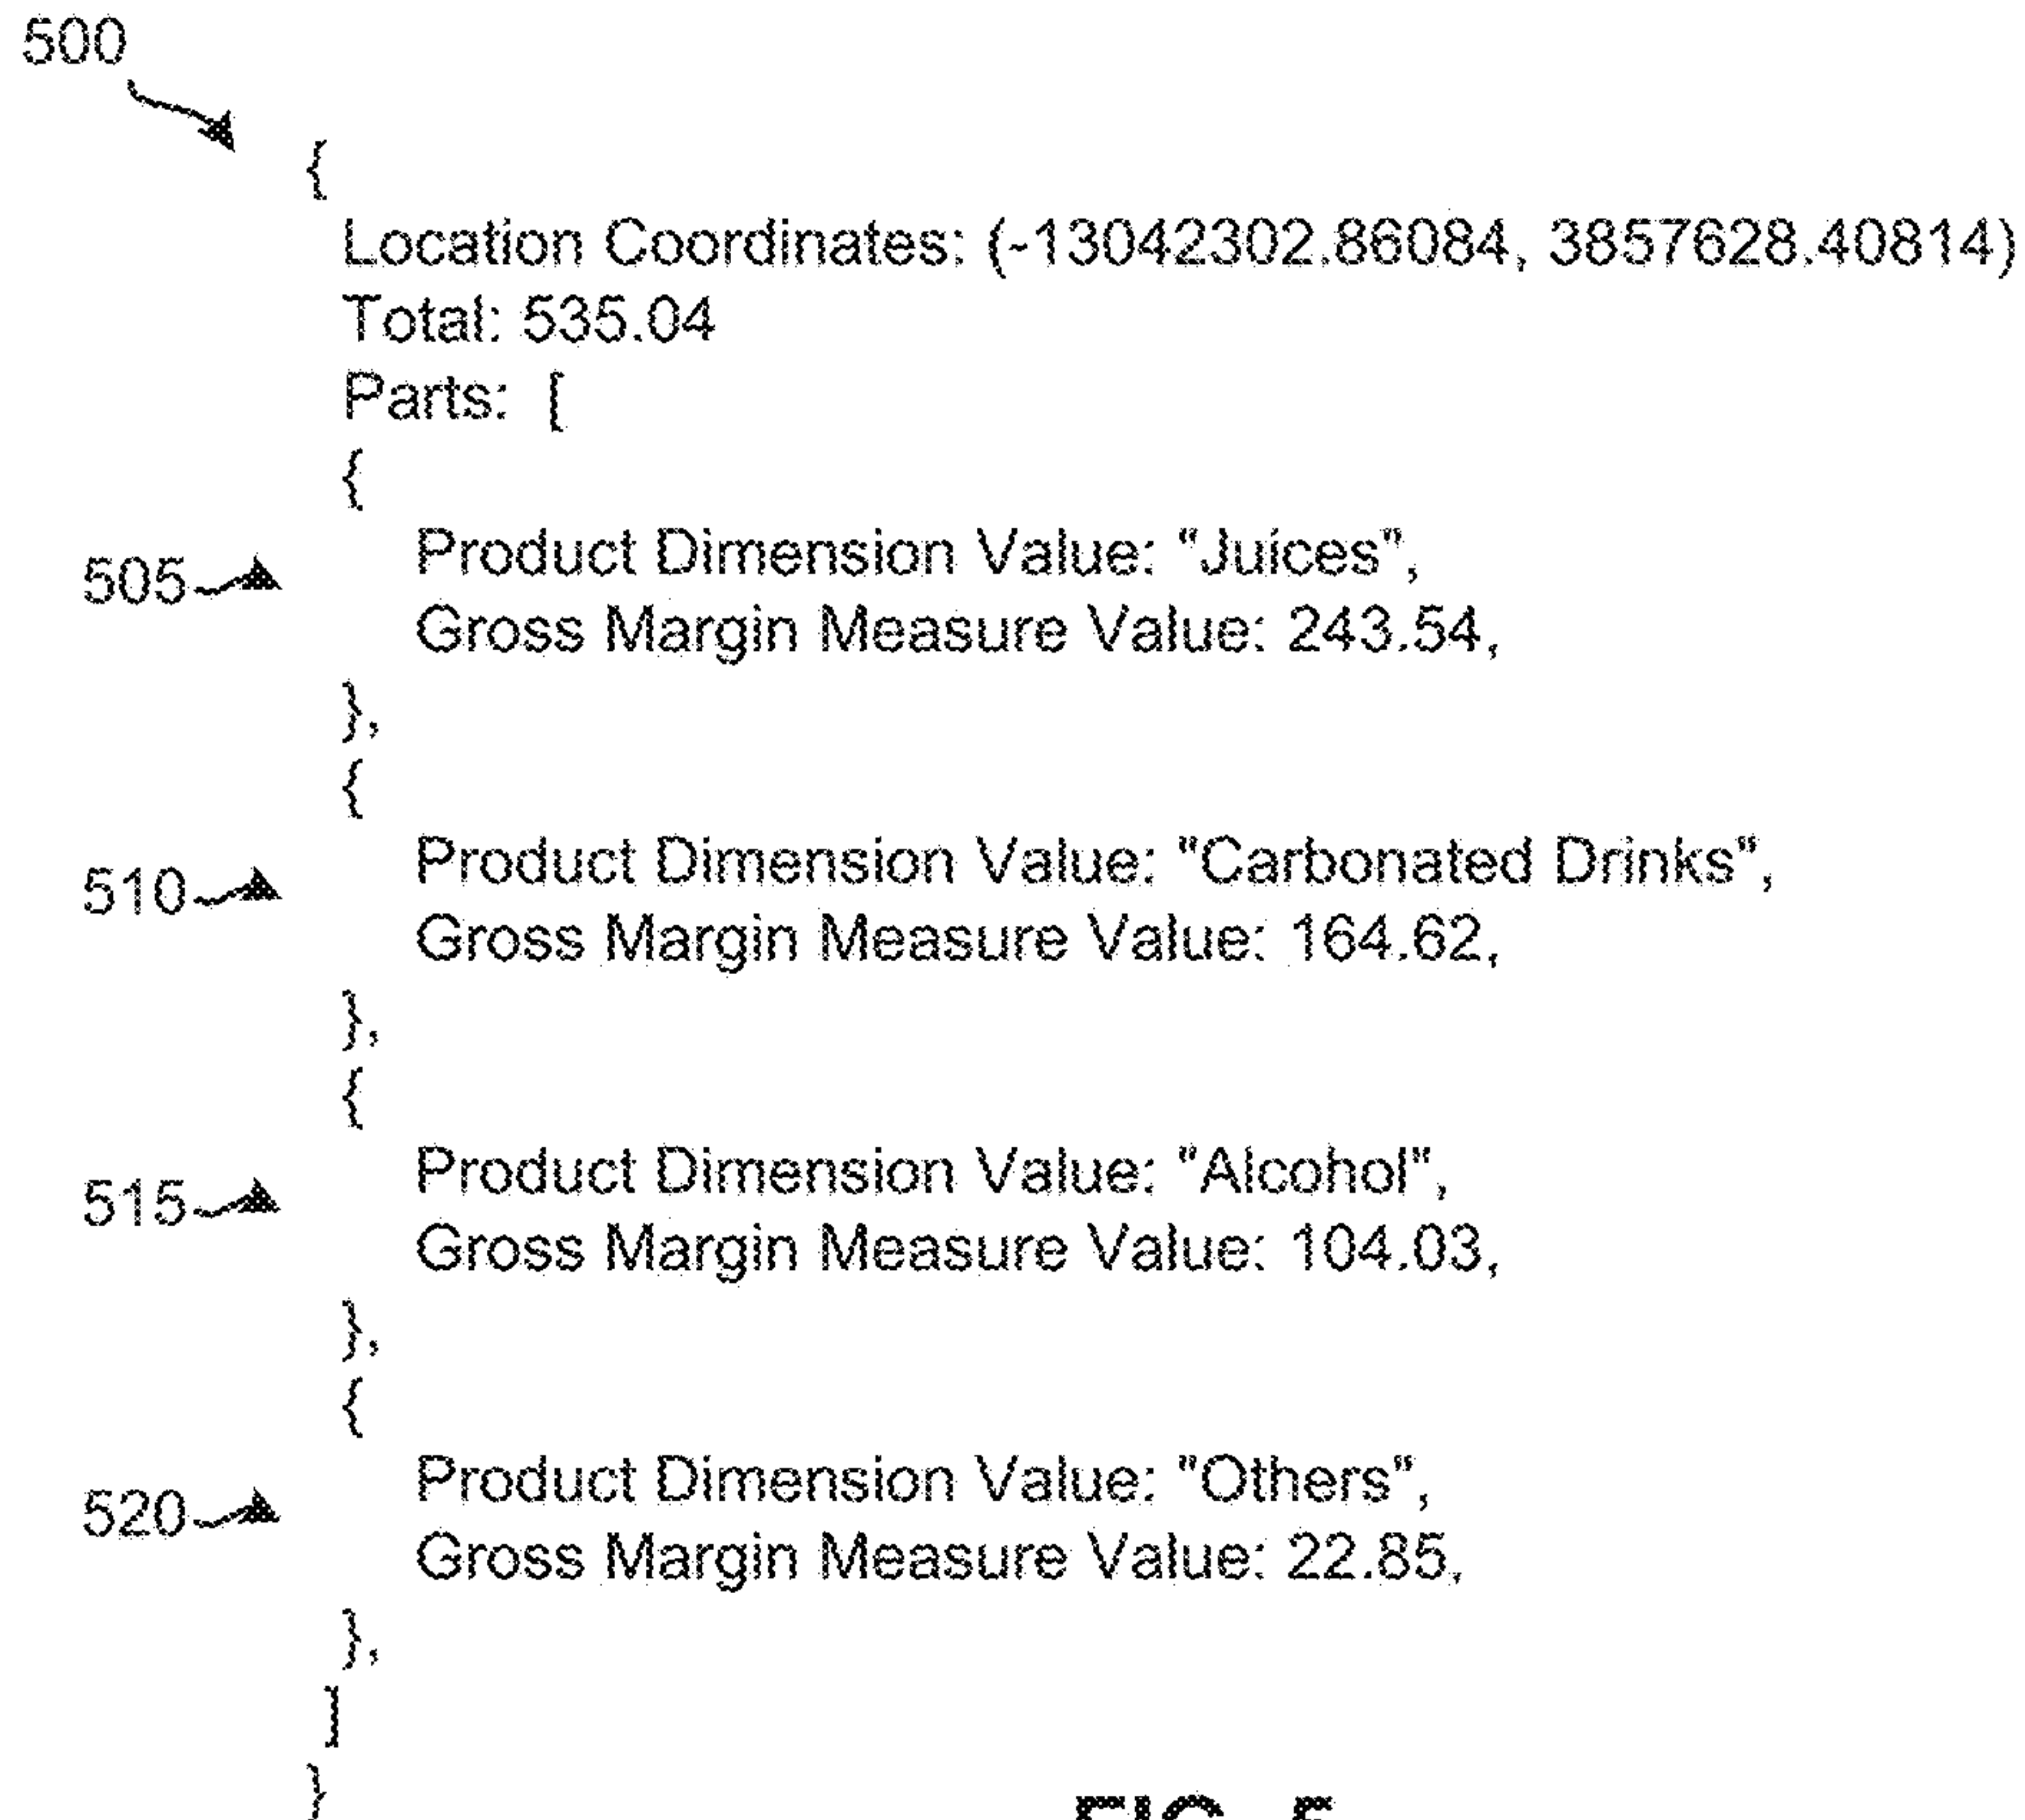 500
{
Location Coordinates: (-13042302.86084, 3857628.40814)
Total: 535.04
Parts: [
{
Product Dimension Value: "Juices",
505
Gross Margin Measure Value: 243.54,
},
{
Product Dimension Value: "Carbonated Drinks",
510
Gross Margin Measure Value: 164.62,
},
{
Product Dimension Value: "Alcohol",
515
Gross Margin Measure Value: 104.03,
},
{
Product Dimension Value: "Others",
520
Gross Margin Measure Value: 22.85,
},
]
}
FIG. 5